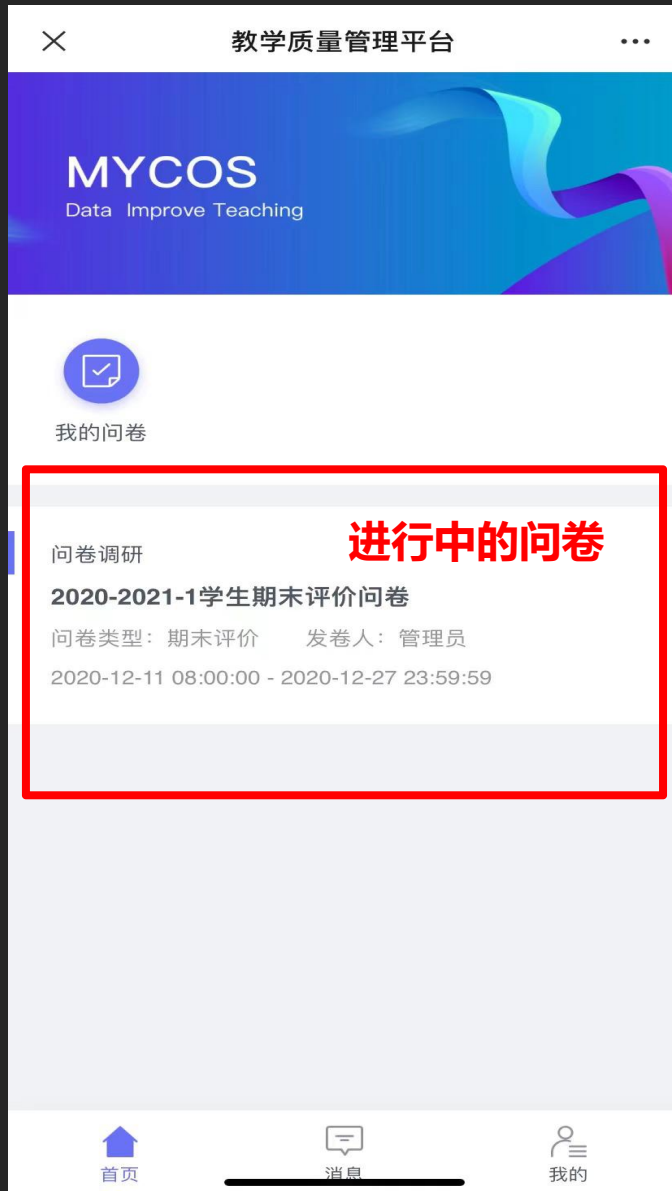 教学质量管理平台
MYCOS
Data Improve Teaching
我的问卷
进行中的问卷
问卷调研
2020-2021-1学生期末评价问卷
问卷类型：期末评价 发卷人：管理员
2020-12-11 08:00:00 - 2020-12-27 23:59:59
首页 消息 我的